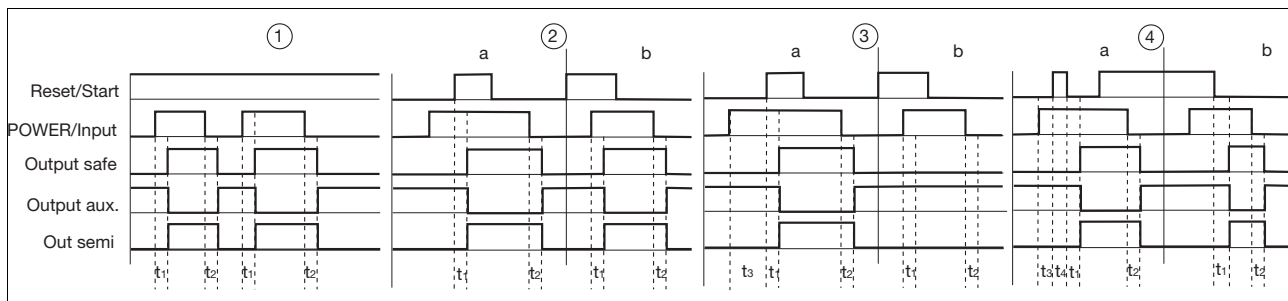 ① ② ③ ④
a b a b a b
Reset/Start
POWER/Input
Output safe
Output aux.
Out semi
t1 t2 t1 t2 t1 t2 t1 t2 t3 t1 t2 t1 t2 t3 t4 t1 t2 t1 t2